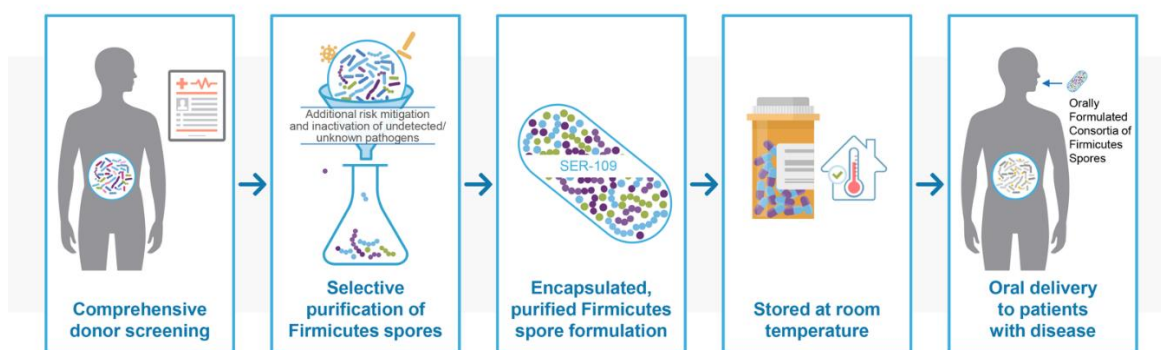 Comprehensive
donor screening
Additional risk mitigation
and inactivation of undetected/
unknown pathogens
Selective
purification of
Firmicutes spores
SER-109
Encapsulated,
purified Firmicutes
spore formulation
Stored at room
temperature
Orally
Formulated
Consortia of
Firmicutes
Spores
Oral delivery
to patients
with disease